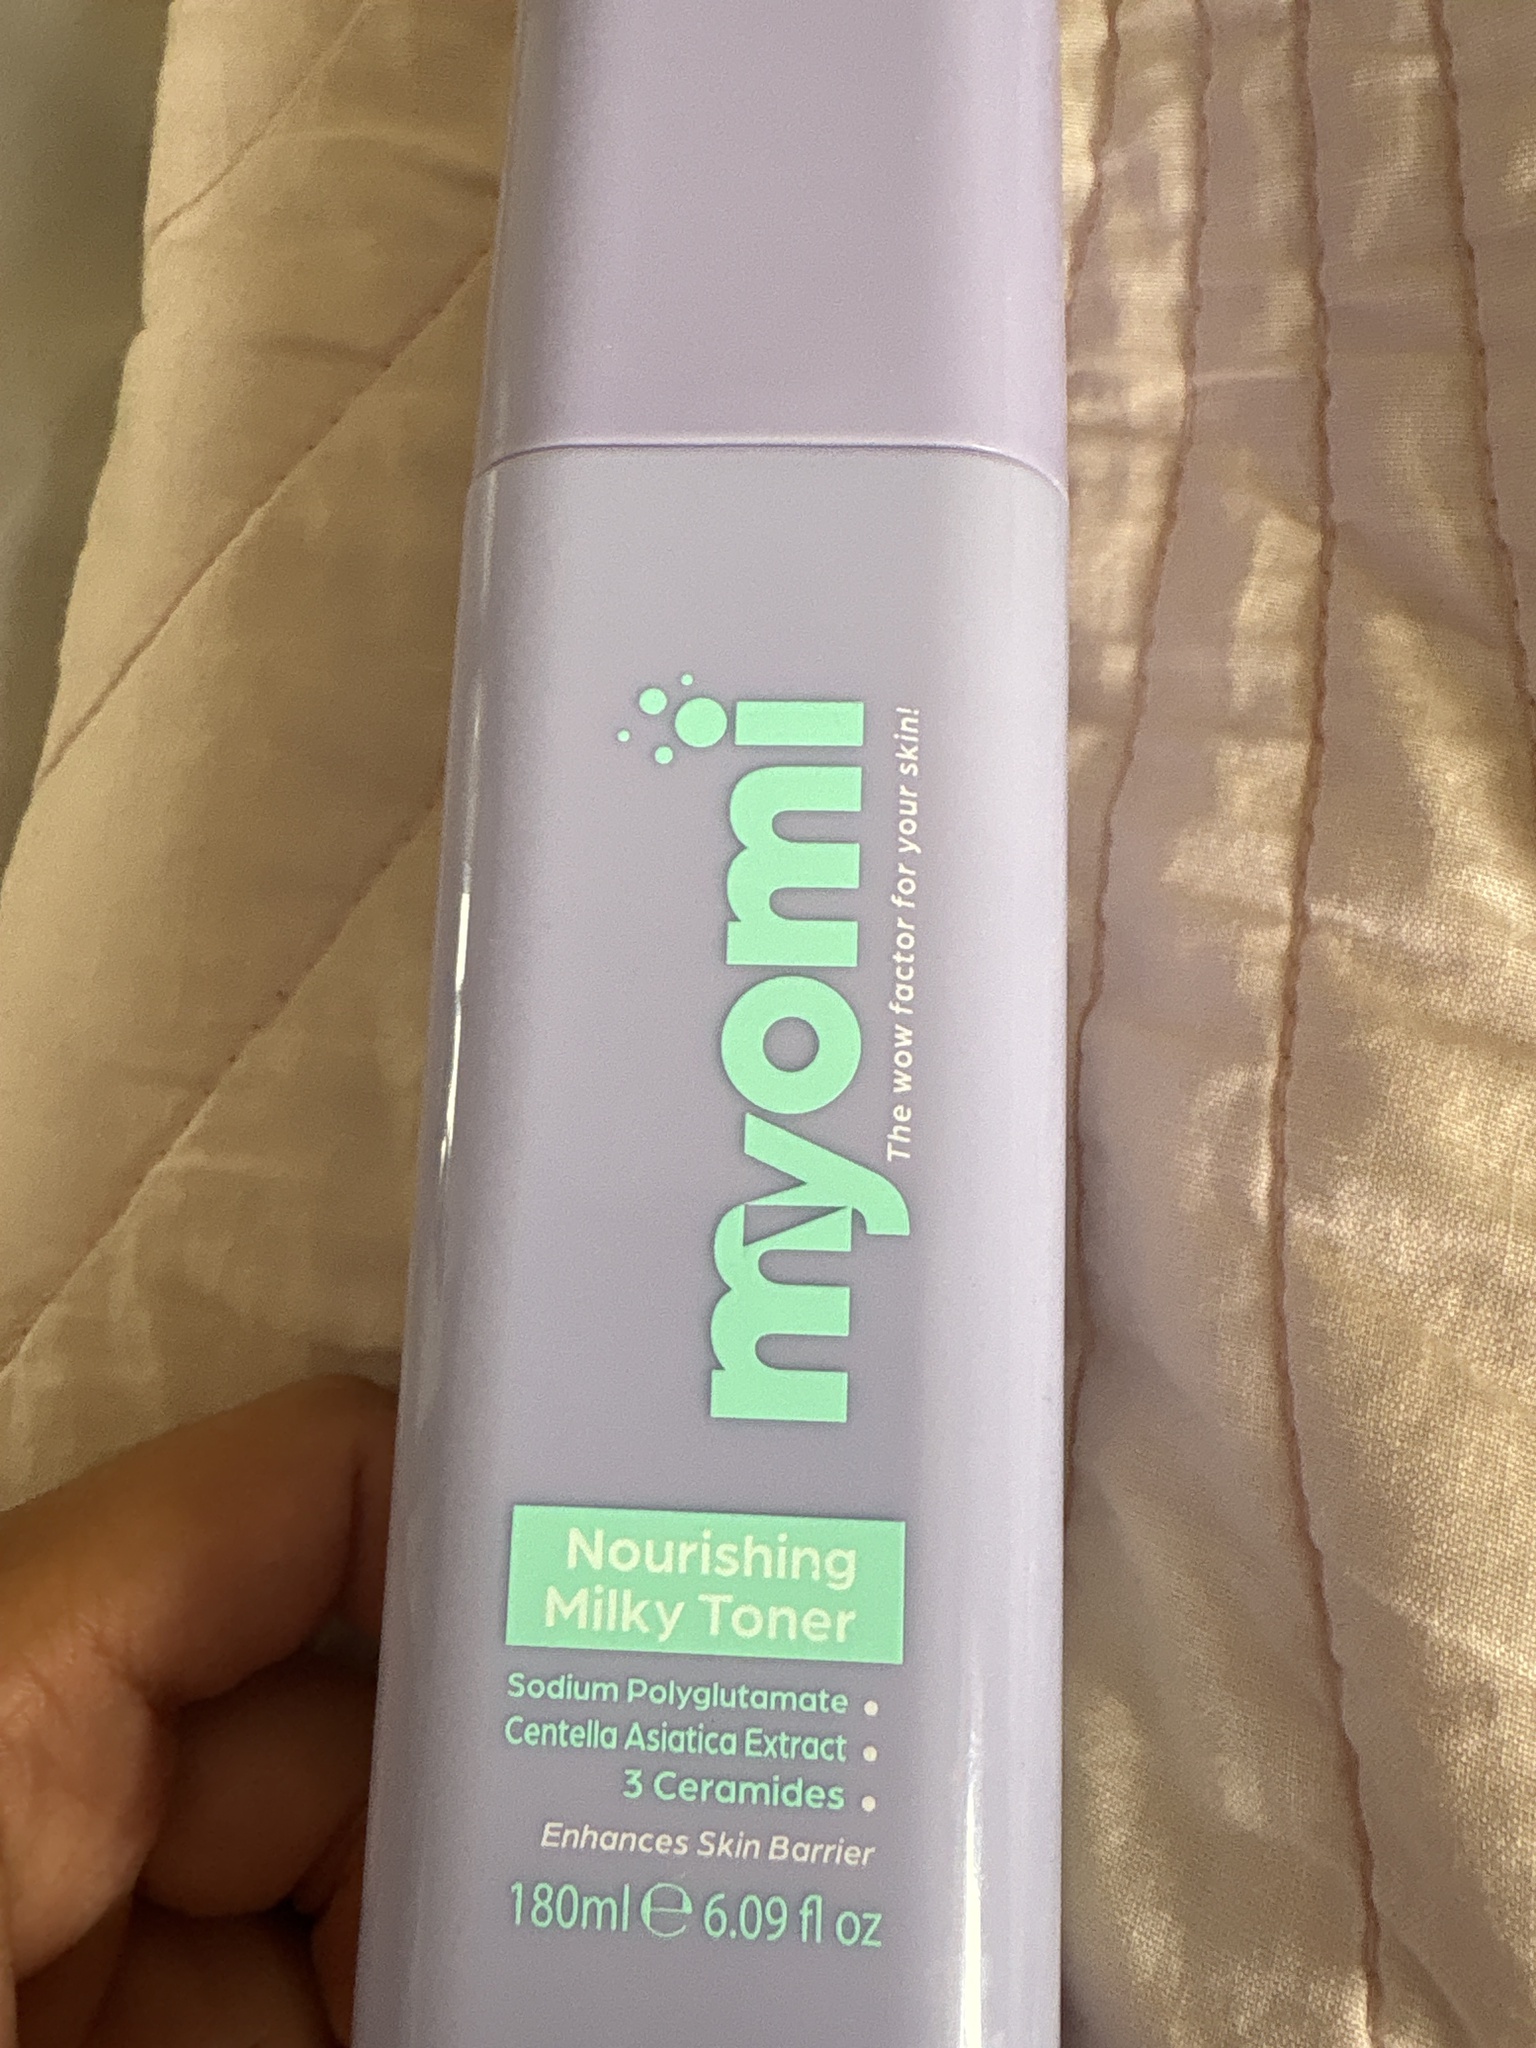 myomi
The wow factor for your skin!
Nourishing
Milky Toner
Sodium Polyglutamate •
Centella Asiatica Extract •
3 Ceramides •
Enhances Skin Barrier
180ml ℮ 6.09 fl oz